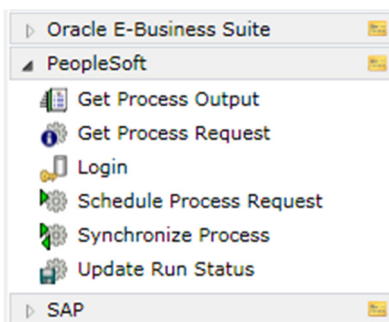 Oracle E-Business Suite
PeopleSoft
Get Process Output
Get Process Request
Login
Schedule Process Request
Synchronize Process
Update Run Status
SAP